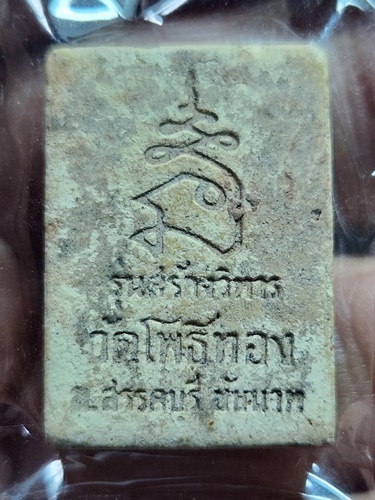 รุ่นสร้างวิหาร
วัดโพธิ์ทอง
อ.สรรคบุรี ชัยนาท